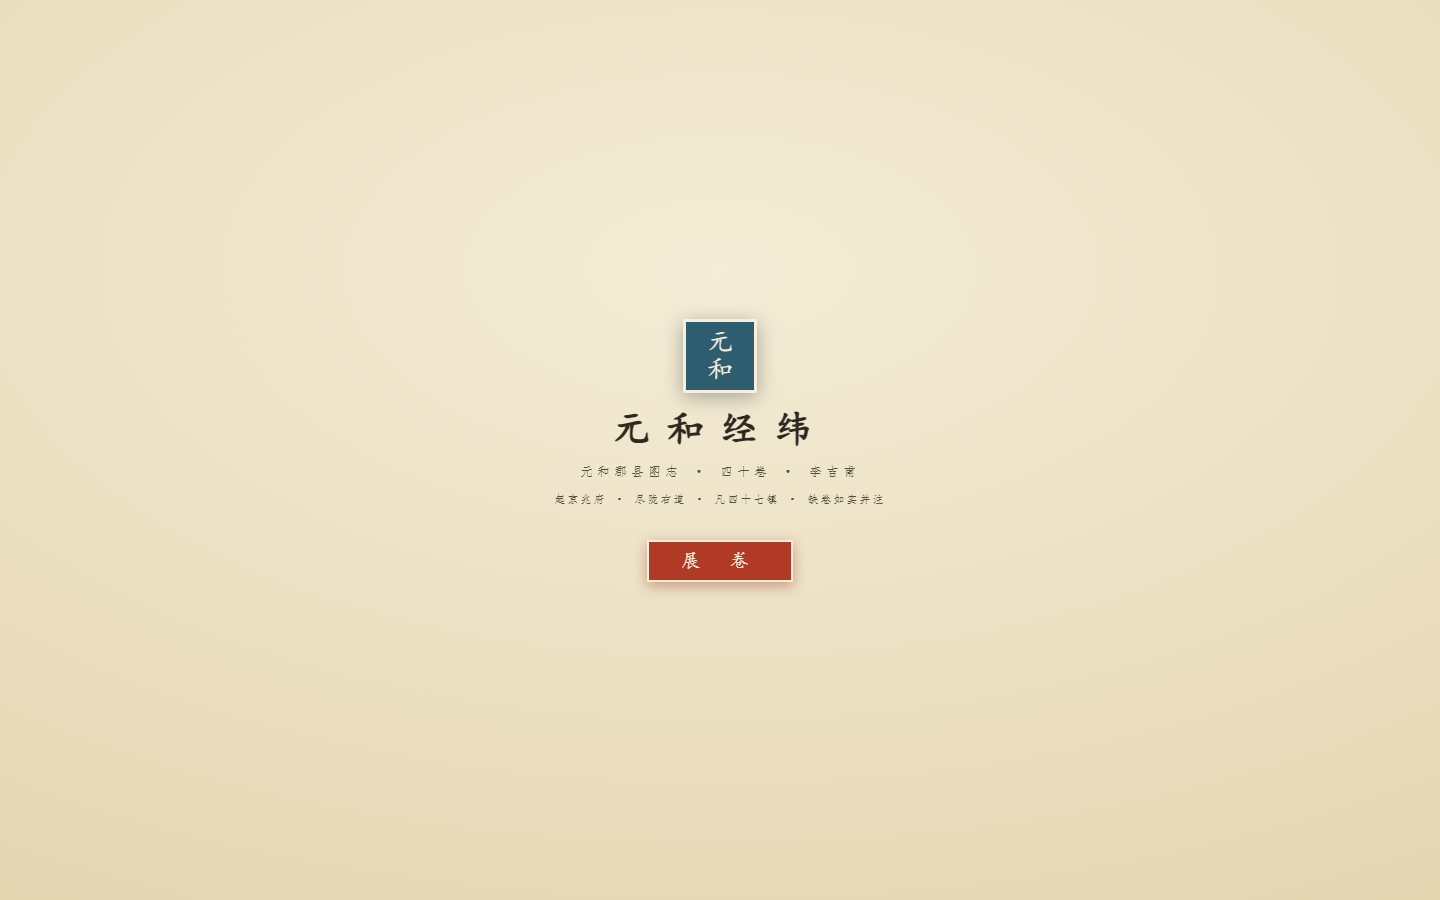 元
和
元和经纬
元和郡县图志 • 四十卷 • 李吉甫
起京兆府 • 尽陇右道 • 凡四十七镇 • 缺卷如实并注
展卷